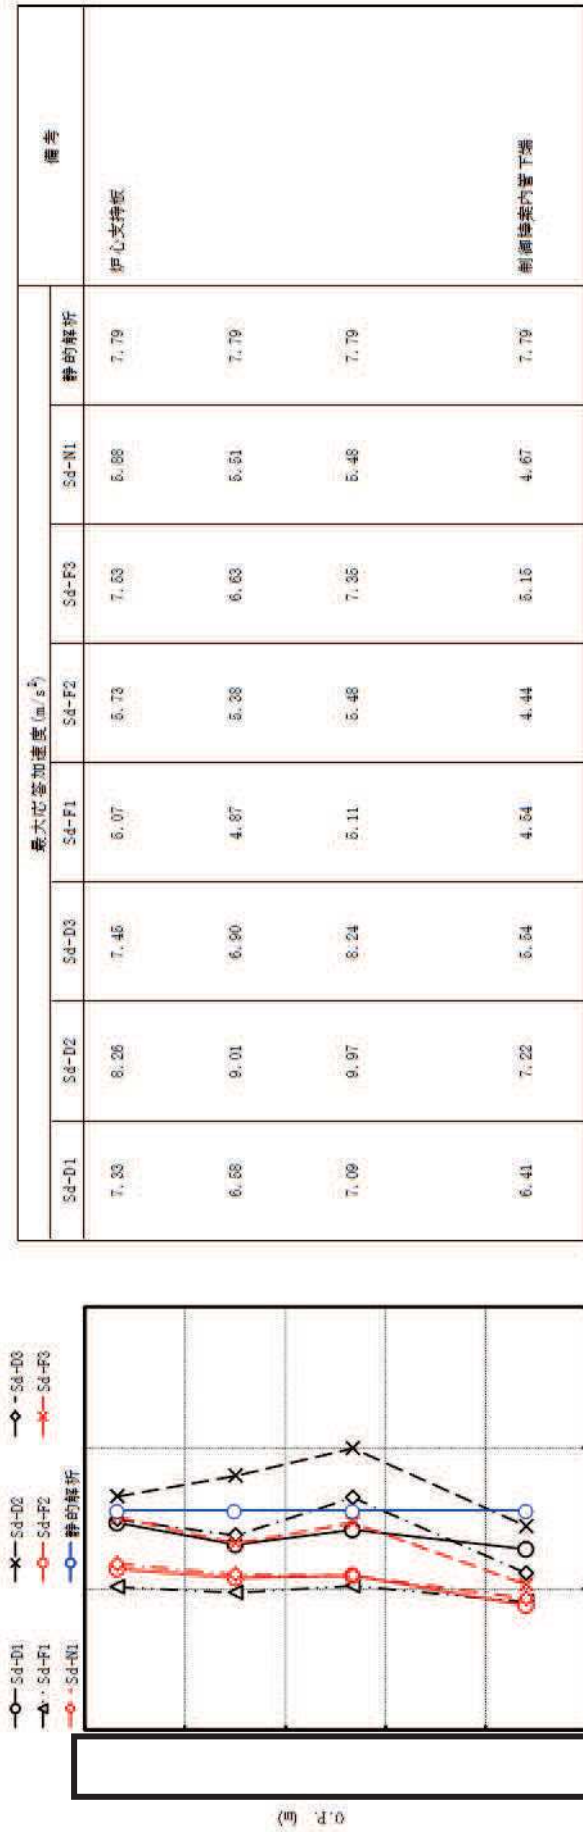 Sd-D1 Sd-D2 Sd-D3
Sd-F1 Sd-F2 Sd-F3
Sd-N1 静的解析
O.P. (m)
最大応答加速度(m/s²) 備考
Sd-D1 Sd-D2 Sd-D3 Sd-F1 Sd-F2 Sd-F3 Sd-N1 静的解析
7.33 8.26 7.45 5.07 5.73 7.53 5.88 7.79 炉心支持板
6.58 9.01 6.90 4.87 5.38 6.63 5.51 7.79
7.09 9.97 8.24 5.11 5.48 7.35 5.48 7.79
6.41 7.22 5.54 4.54 4.44 5.15 4.67 7.79 制御棒案内管下端